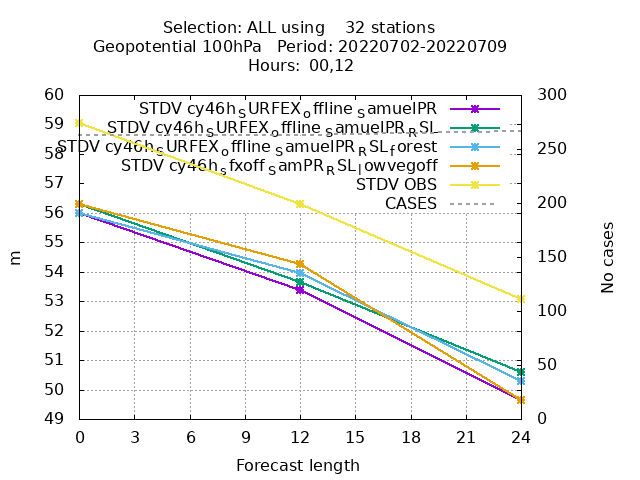 Selection: ALL using    32 stations
Geopotential 100hPa   Period: 20220702-20220709
Hours: 00,12
STDV cy46h_SURFEX_offline_SamuelPR
STDV cy46h_SURFEX_offline_SamuelPR_RSL
STDV cy46h_SURFEX_offline_SamuelPR_RSL_forest
STDV cy46h_sfxoff_SamPR_RSL_lowvegoff
STDV OBS
CASES
60
59
58
57
56
55
54
53
52
51
50
49
300
250
200
150
100
50
0
m
No cases
0 3 6 9 12 15 18 21 24
Forecast length